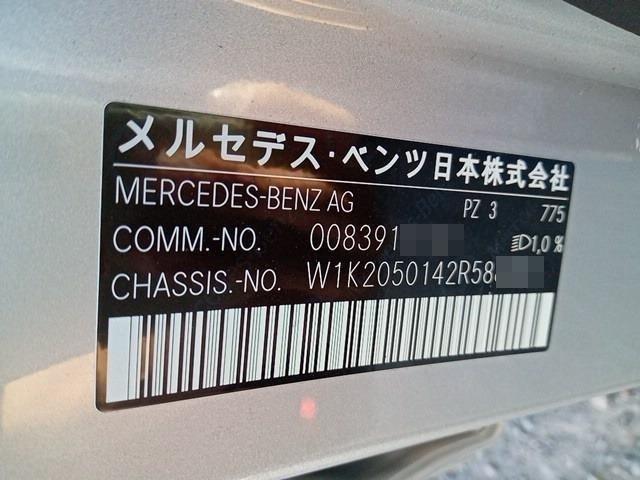 メルセデス・ベンツ日本株式会社
MERCEDES-BENZ AG PZ 3 775
COMM.-NO. 008391 1,0 %
CHASSIS.-NO. W1K2050142R58